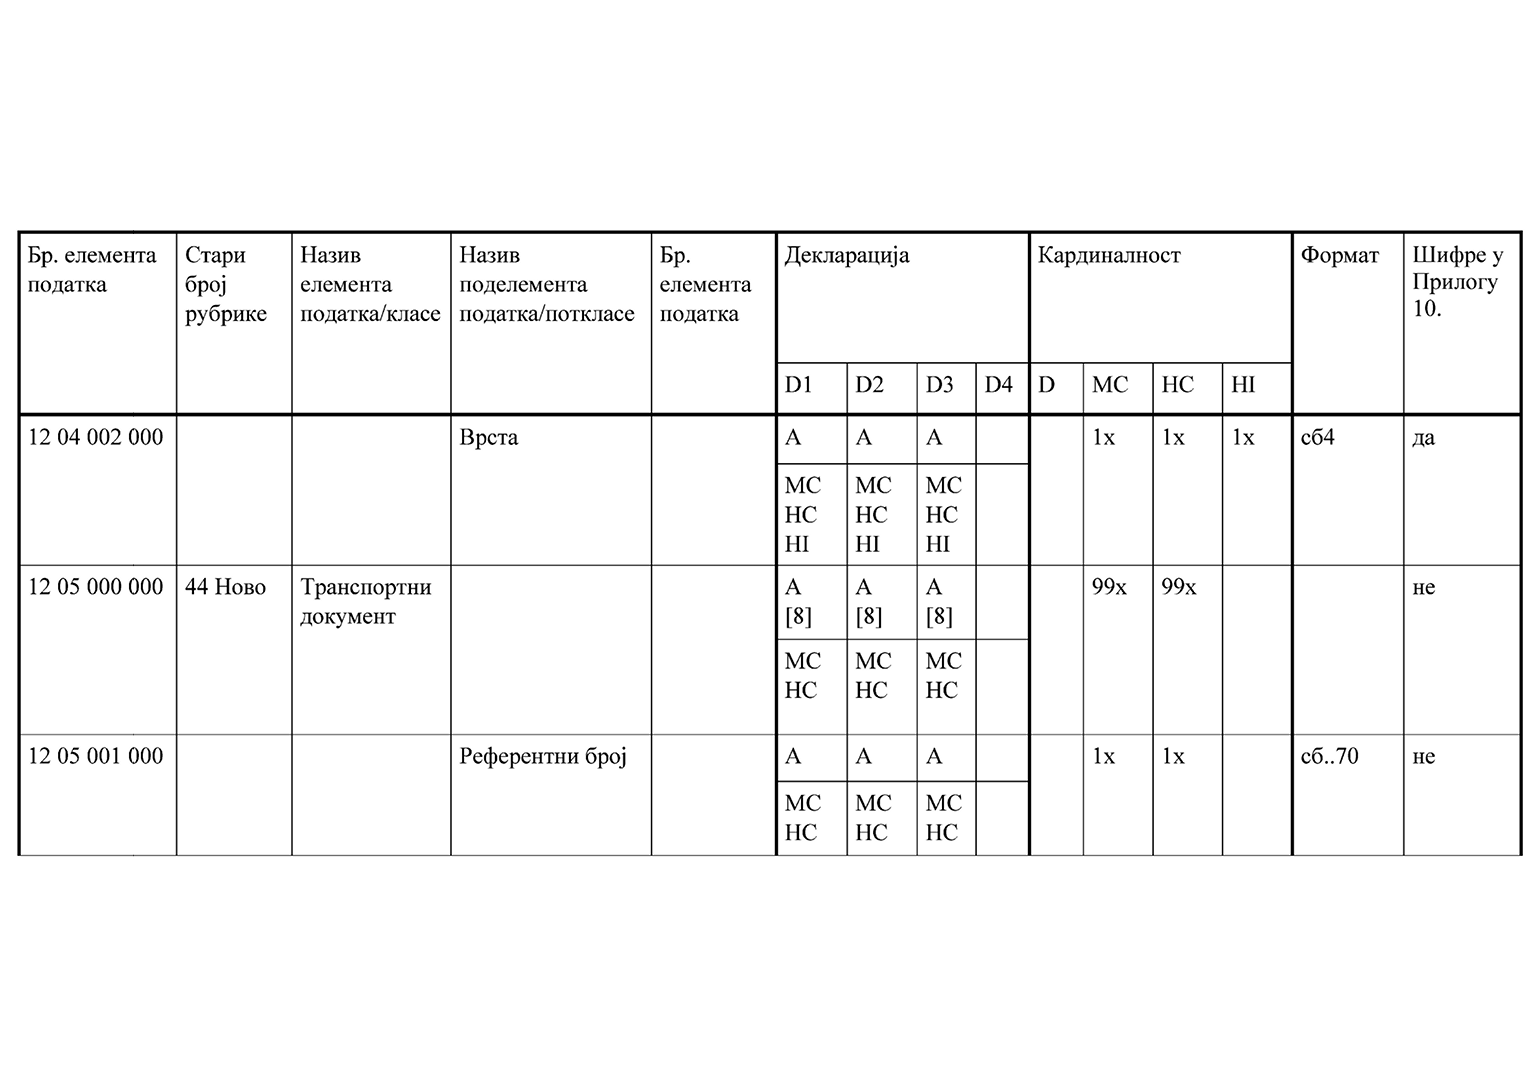 Бр. елемента
податка
Стари
број
рубрике
Назив
елемента
податка/класе
Назив
поделемента
податка/поткласе
Бр.
елемента
податка
Декларација
Кардиналност
Формат
Шифре у
Прилогу
10.
D1 D2 D3 D4 D MC HC HI
12 04 002 000 Врста А А А 1x 1x 1x сб4 да
MC MC MC
HC HC HC
HI HI HI
12 05 000 000 44 Ново Транспортни А А А 99x 99x не
документ [8] [8] [8]
MC MC MC
HC HC HC
12 05 001 000 Референтни број А А А 1x 1x сб..70 не
MC MC MC
HC HC HC